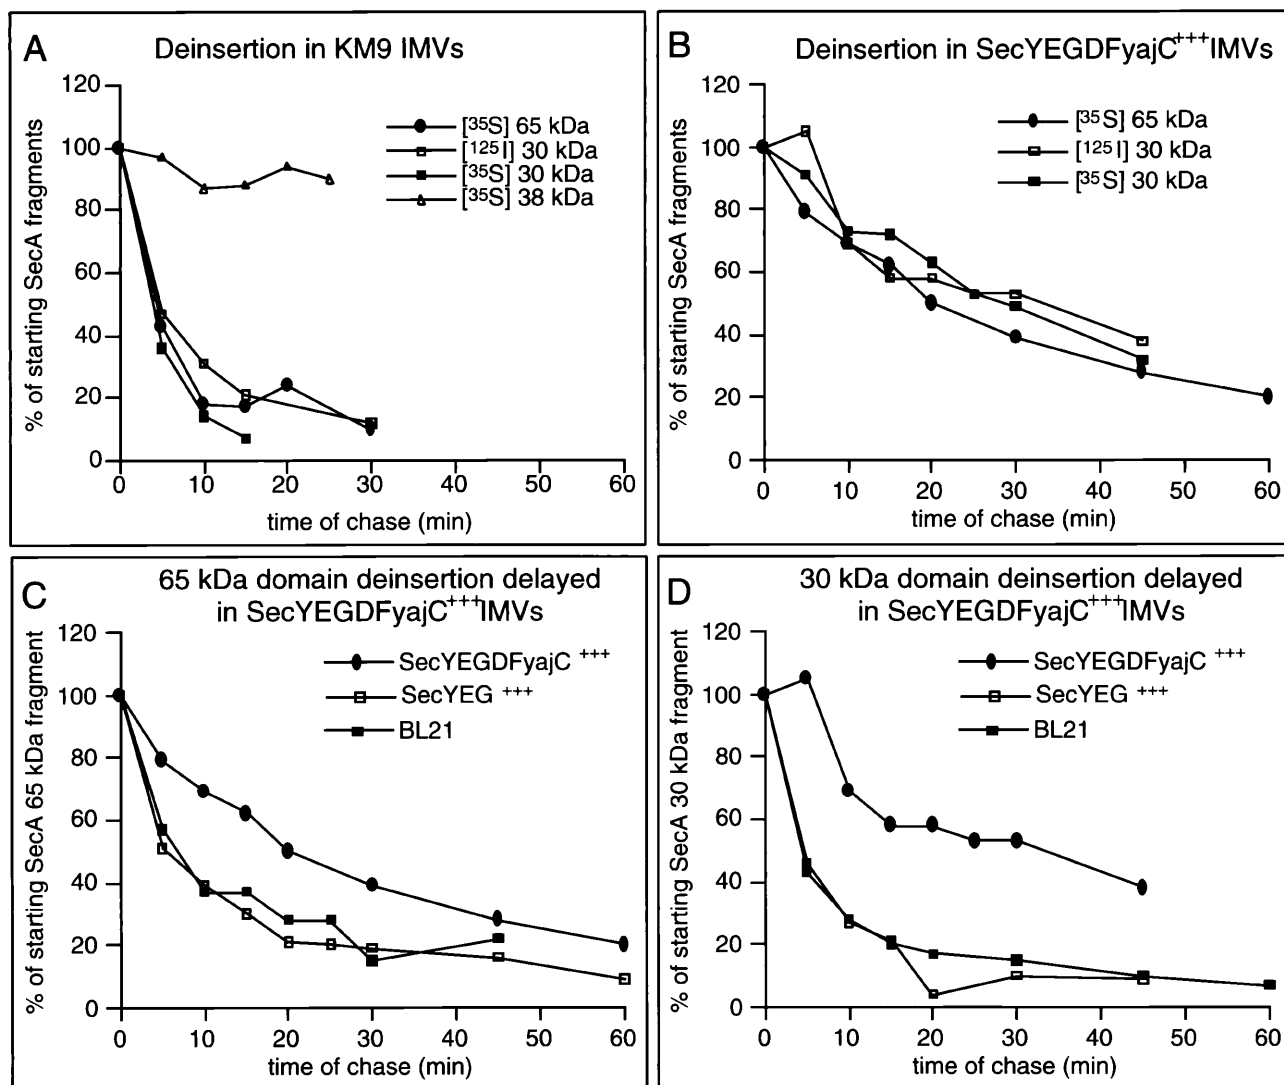 A
Deinsertion in KM9 IMVs
% of starting SecA fragments
120
100
80
60
40
20
0
[³⁵S] 65 kDa
[¹²⁵I] 30 kDa
[³⁵S] 30 kDa
[³⁵S] 38 kDa
0 10 20 30 40 50 60
time of chase (min)
B
Deinsertion in SecYEGDFyajC⁺⁺⁺IMVs
% of starting SecA fragments
120
100
80
60
40
20
0
[³⁵S] 65 kDa
[¹²⁵I] 30 kDa
[³⁵S] 30 kDa
0 10 20 30 40 50 60
time of chase (min)
C
65 kDa domain deinsertion delayed
in SecYEGDFyajC⁺⁺⁺IMVs
% of starting SecA 65 kDa fragment
120
100
80
60
40
20
0
SecYEGDFyajC ⁺⁺⁺
SecYEG ⁺⁺⁺
BL21
0 10 20 30 40 50 60
time of chase (min)
D
30 kDa domain deinsertion delayed
in SecYEGDFyajC⁺⁺⁺IMVs
% of starting SecA 30 kDa fragment
120
100
80
60
40
20
0
SecYEGDFyajC ⁺⁺⁺
SecYEG ⁺⁺⁺
BL21
0 10 20 30 40 50 60
time of chase (min)